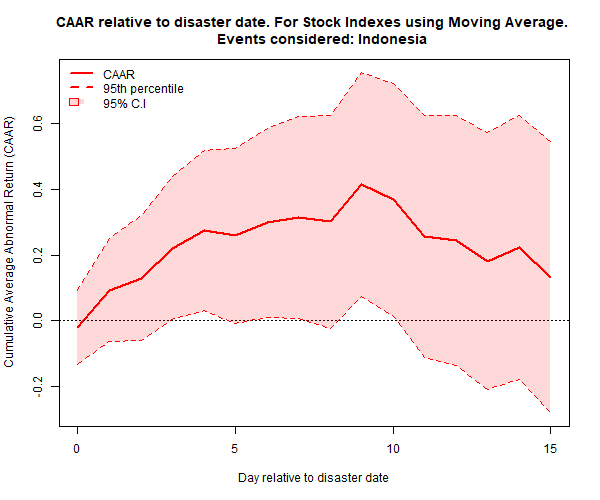 CAAR relative to disaster date. For Stock Indexes using Moving Average.
Events considered: Indonesia
CAAR
95th percentile
95% C.I
Cumulative Average Abnormal Return (CAAR)
0.6
0.4
0.2
0.0
-0.2
0
5
10
15
Day relative to disaster date